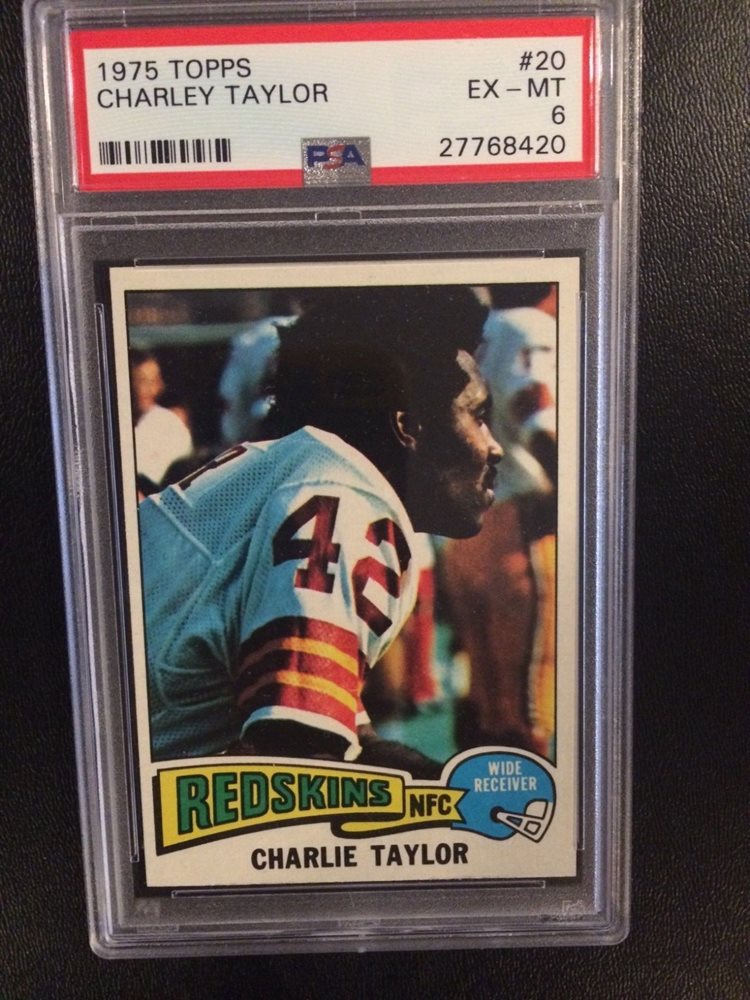 1975 TOPPS #20
CHARLEY TAYLOR EX - MT
6
PSA 27768420
42
REDSKINS NFC
WIDE
RECEIVER
CHARLIE TAYLOR